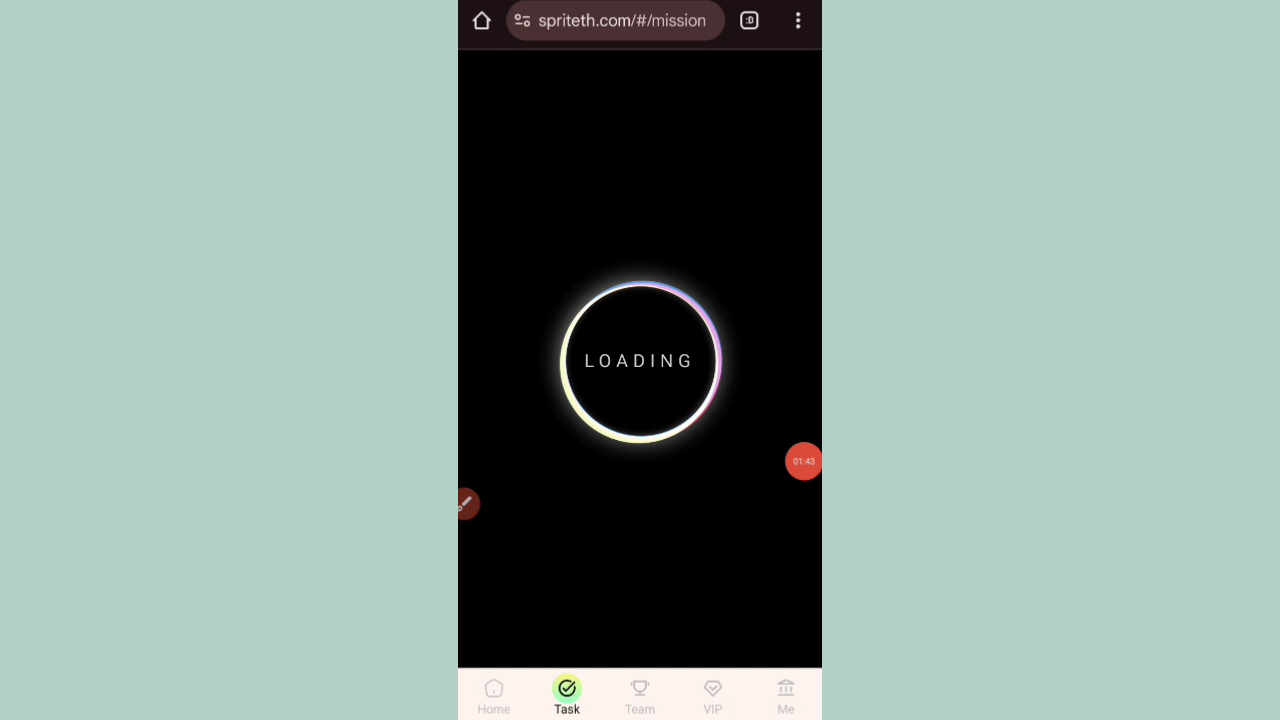 spriteth.com/#/mission
:D
LOADING
01:43
Home
Task
Team
VIP
Me